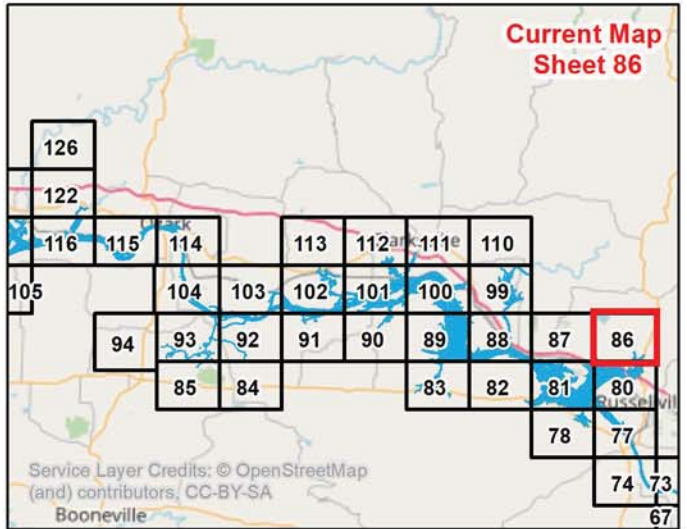 Current Map
Sheet 86
126
122
116 115 114 113 112 111 110
105 104 103 102 101 100 99
94 93 92 91 90 89 88 87 86
85 84 83 82 81 80
78 77
74 73
67
Service Layer Credits: © OpenStreetMap
(and) contributors, CC-BY-SA
Booneville